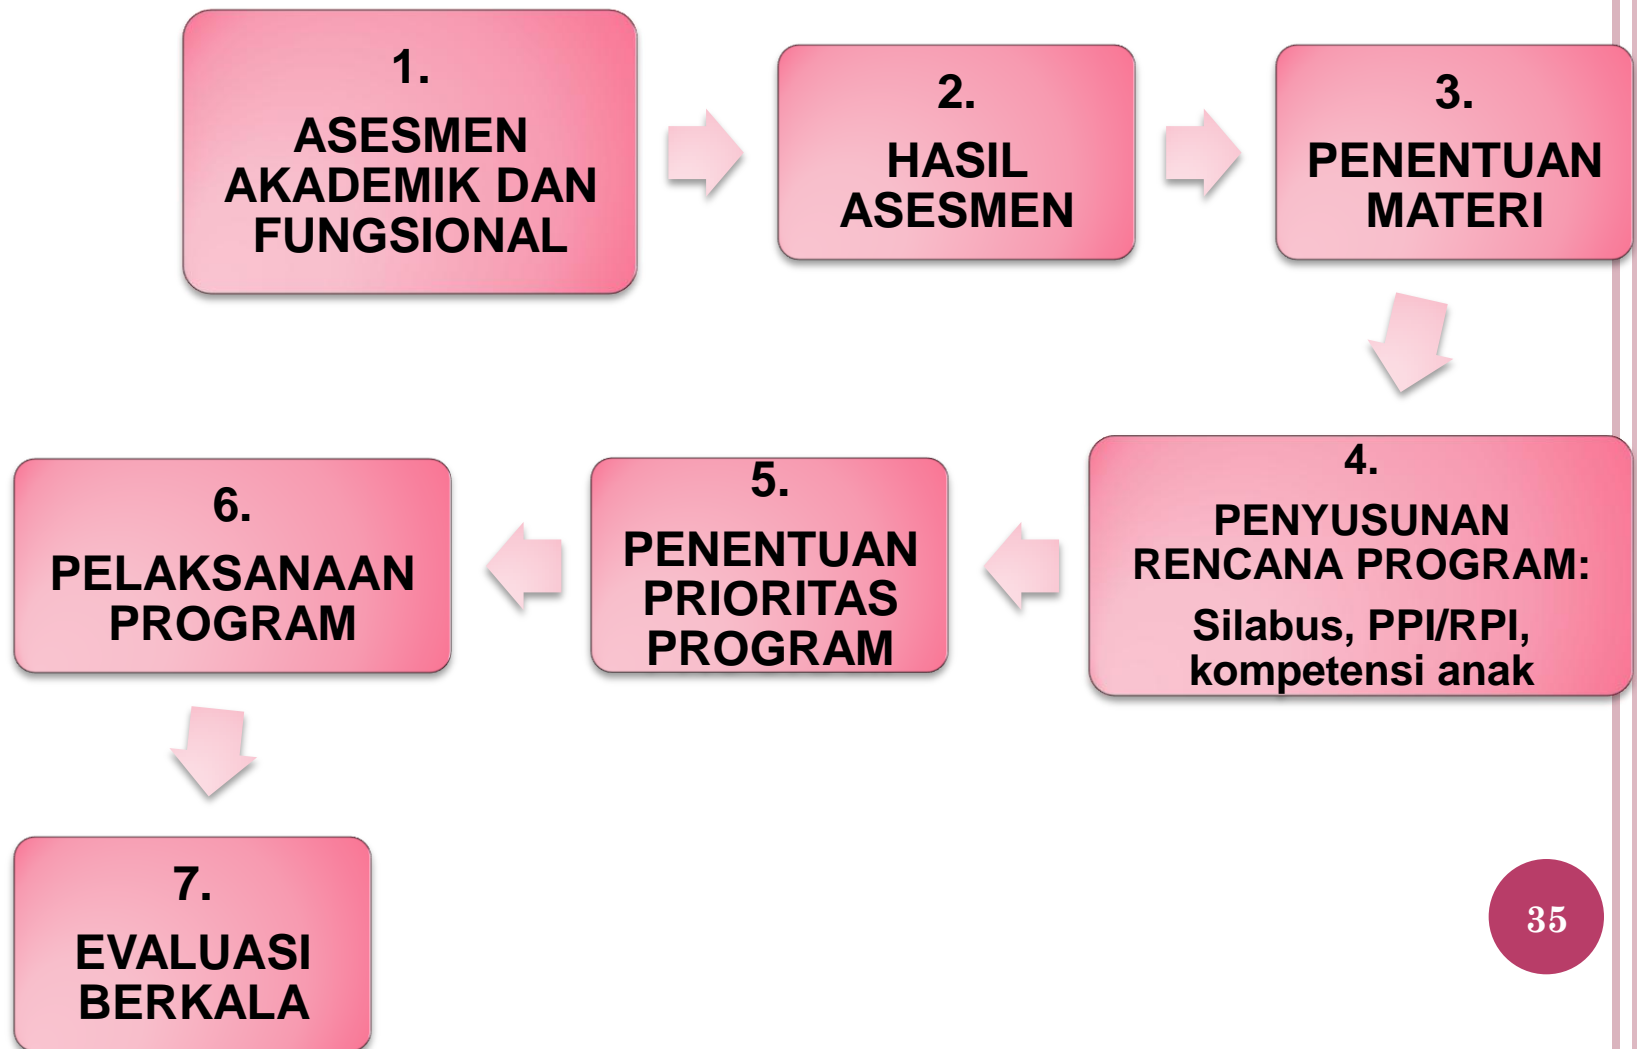 1.
ASESMEN
AKADEMIK DAN
FUNGSIONAL
2.
HASIL
ASESMEN
3.
PENENTUAN
MATERI
4.
PENYUSUNAN
RENCANA PROGRAM:
Silabus, PPI/RPI,
kompetensi anak
5.
PENENTUAN
PRIORITAS
PROGRAM
6.
PELAKSANAAN
PROGRAM
7.
EVALUASI
BERKALA
35